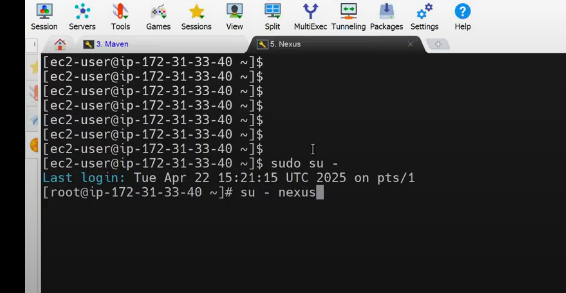 Session Servers Tools Games Sessions View Split MultiExec Tunneling Packages Settings Help
3. Maven 5. Nexus
[ec2-user@ip-172-31-33-40 ~]$
[ec2-user@ip-172-31-33-40 ~]$
[ec2-user@ip-172-31-33-40 ~]$
[ec2-user@ip-172-31-33-40 ~]$
[ec2-user@ip-172-31-33-40 ~]$
[ec2-user@ip-172-31-33-40 ~]$
[ec2-user@ip-172-31-33-40 ~]$
[ec2-user@ip-172-31-33-40 ~]$ sudo su -
Last login: Tue Apr 22 15:21:15 UTC 2025 on pts/1
[root@ip-172-31-33-40 ~]# su - nexus